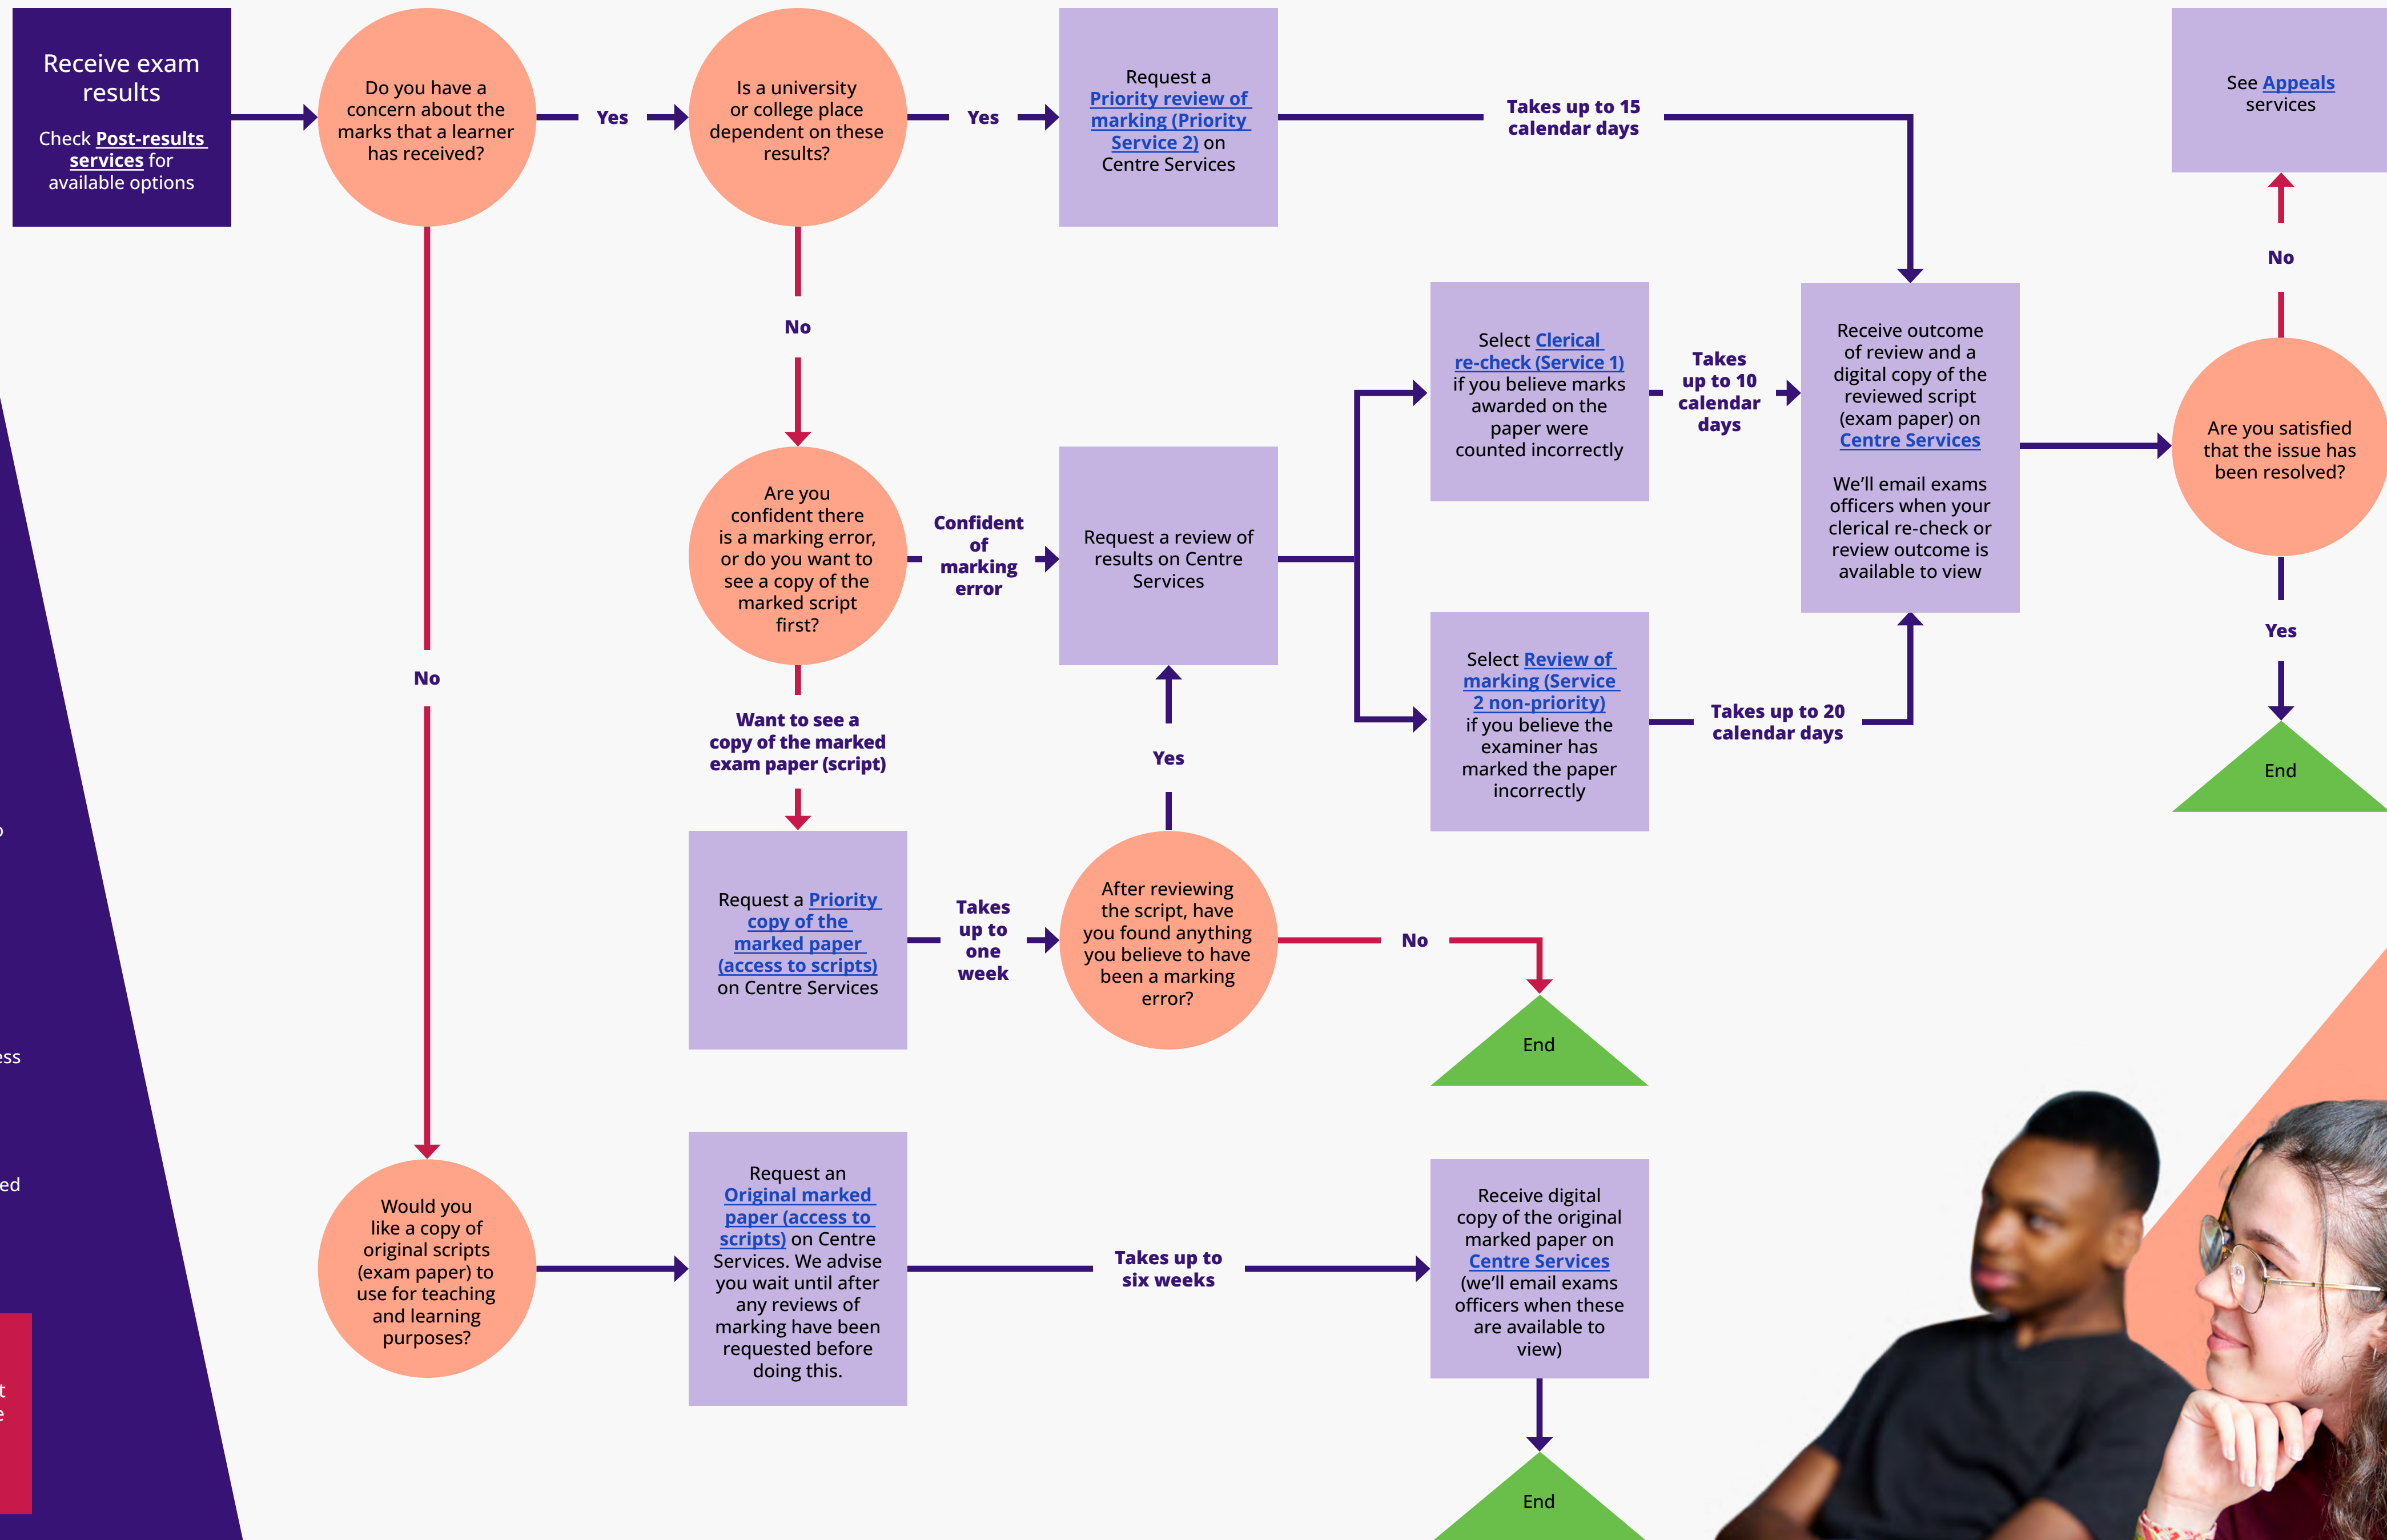 Receive exam
results
Check Post-results
services for
available options
Do you have a
concern about the
marks that a learner
has received?
Yes
Is a university
or college place
dependent on these
results?
Yes
Request a
Priority review of
marking (Priority
Service 2) on
Centre Services
Takes up to 15
calendar days
See Appeals
services
No
No
Select Clerical
re-check (Service 1)
if you believe marks
awarded on the
paper were
counted incorrectly
Takes
up to 10
calendar
days
Receive outcome
of review and a
digital copy of the
reviewed script
(exam paper) on
Centre Services
We'll email exams
officers when your
clerical re-check or
review outcome is
available to view
Are you satisfied
that the issue has
been resolved?
Are you
confident there
is a marking error,
or do you want to
see a copy of the
marked script
first?
Confident
of
marking
error
Request a review of
results on Centre
Services
Yes
No
Select Review of
marking (Service
2 non-priority)
if you believe the
examiner has
marked the paper
incorrectly
Takes up to 20
calendar days
Want to see a
copy of the marked
exam paper (script)
Yes
End
Request a Priority
copy of the
marked paper
(access to scripts)
on Centre Services
Takes
up to
one
week
After reviewing
the script, have
you found anything
you believe to have
been a marking
error?
No
End
Would you
like a copy of
original scripts
(exam paper) to
use for teaching
and learning
purposes?
Request an
Original marked
paper (access to
scripts) on Centre
Services. We advise
you wait until after
any reviews of
marking have been
requested before
doing this.
Takes up to
six weeks
Receive digital
copy of the original
marked paper on
Centre Services
(we'll email exams
officers when these
are available to
view)
End